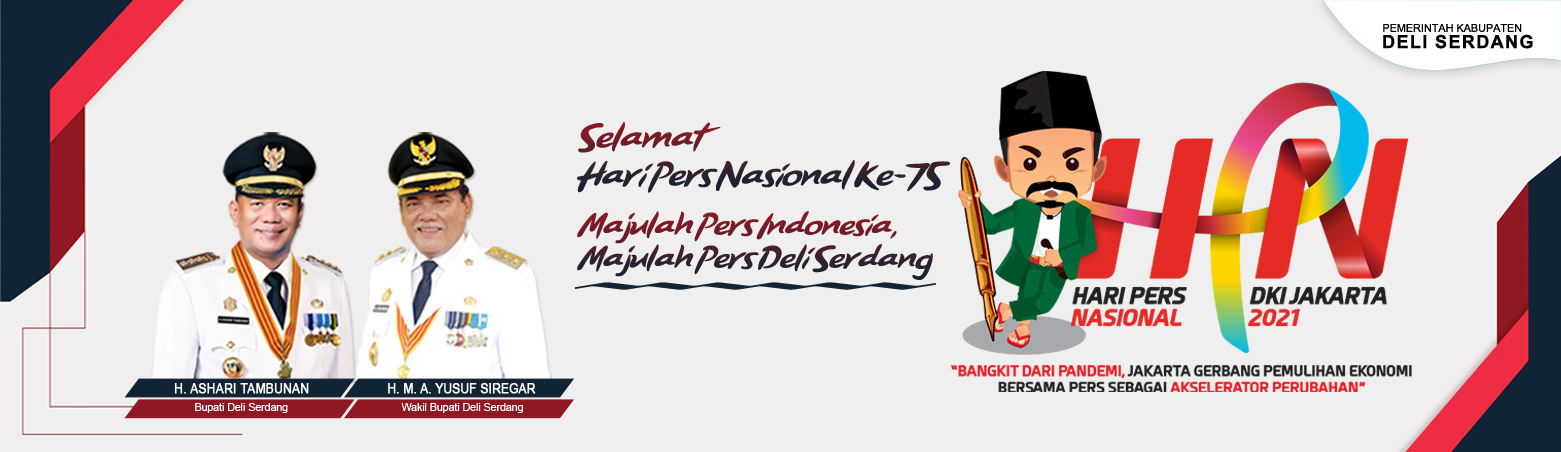 PEMERINTAH KABUPATEN
DELI SERDANG
Selamat
Hari Pers Nasional Ke-75
Majulah Pers Indonesia,
Majulah Pers Deli Serdang
H. ASHARI TAMBUNAN
Bupati Deli Serdang
H. M. A. YUSUF SIREGAR
Wakil Bupati Deli Serdang
HPN
HARI PERS
NASIONAL
DKI JAKARTA
2021
"BANGKIT DARI PANDEMI, JAKARTA GERBANG PEMULIHAN EKONOMI
BERSAMA PERS SEBAGAI AKSELERATOR PERUBAHAN"